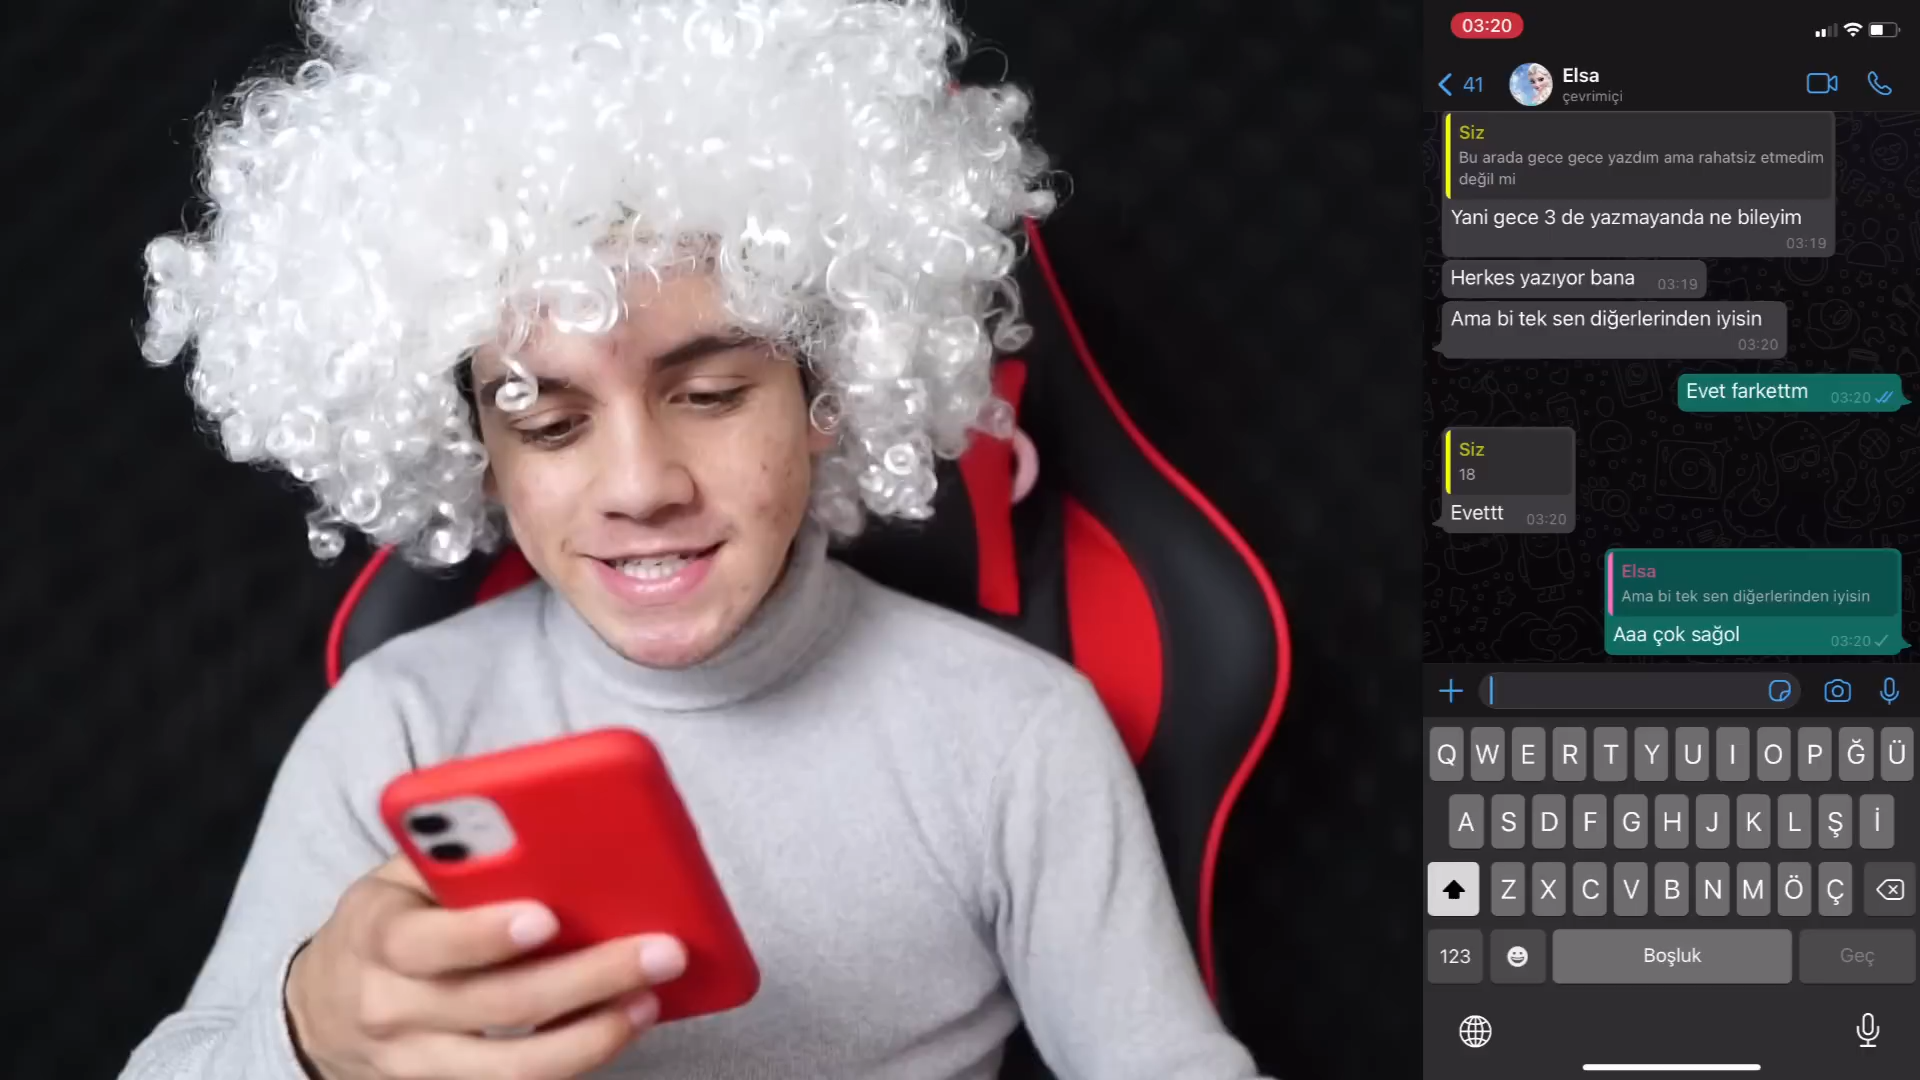 03:20
41
Elsa
çevrimiçi
Siz
Bu arada gece gece yazdım ama rahatsiz etmedim
değil mi
Yani gece 3 de yazmayanda ne bileyim
03:19
Herkes yazıyor bana 03:19
Ama bi tek sen diğerlerinden iyisin
03:20
Evet farkettm 03:20
Siz
18
Evettt 03:20
Elsa
Ama bi tek sen diğerlerinden iyisin
Aaa çok sağol 03:20
Q W E R T Y U I O P Ğ Ü
A S D F G H J K L Ş İ
Z X C V B N M Ö Ç
123 Boşluk Geç